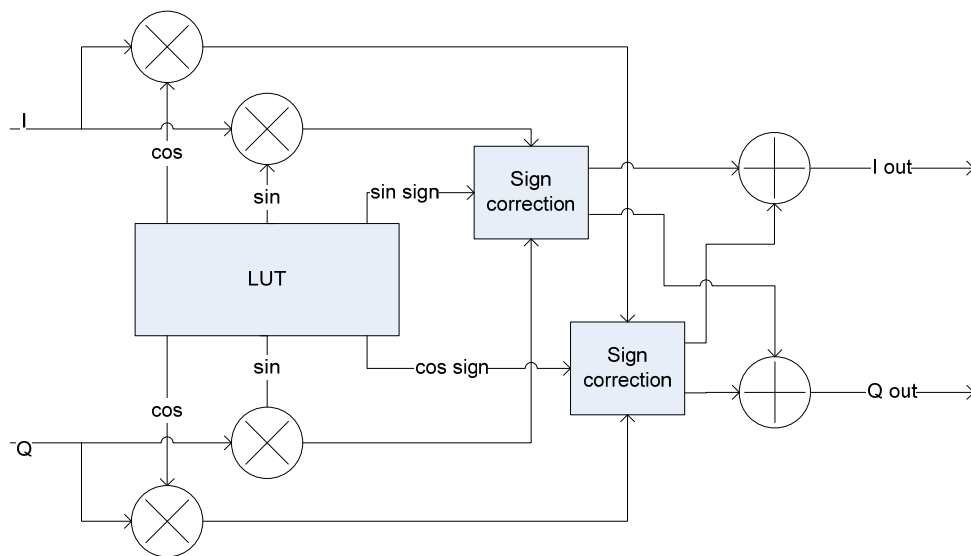 I
cos
sin
sin sign
Sign
correction
I out
LUT
sin
cos sign
Sign
correction
cos
Q out
Q